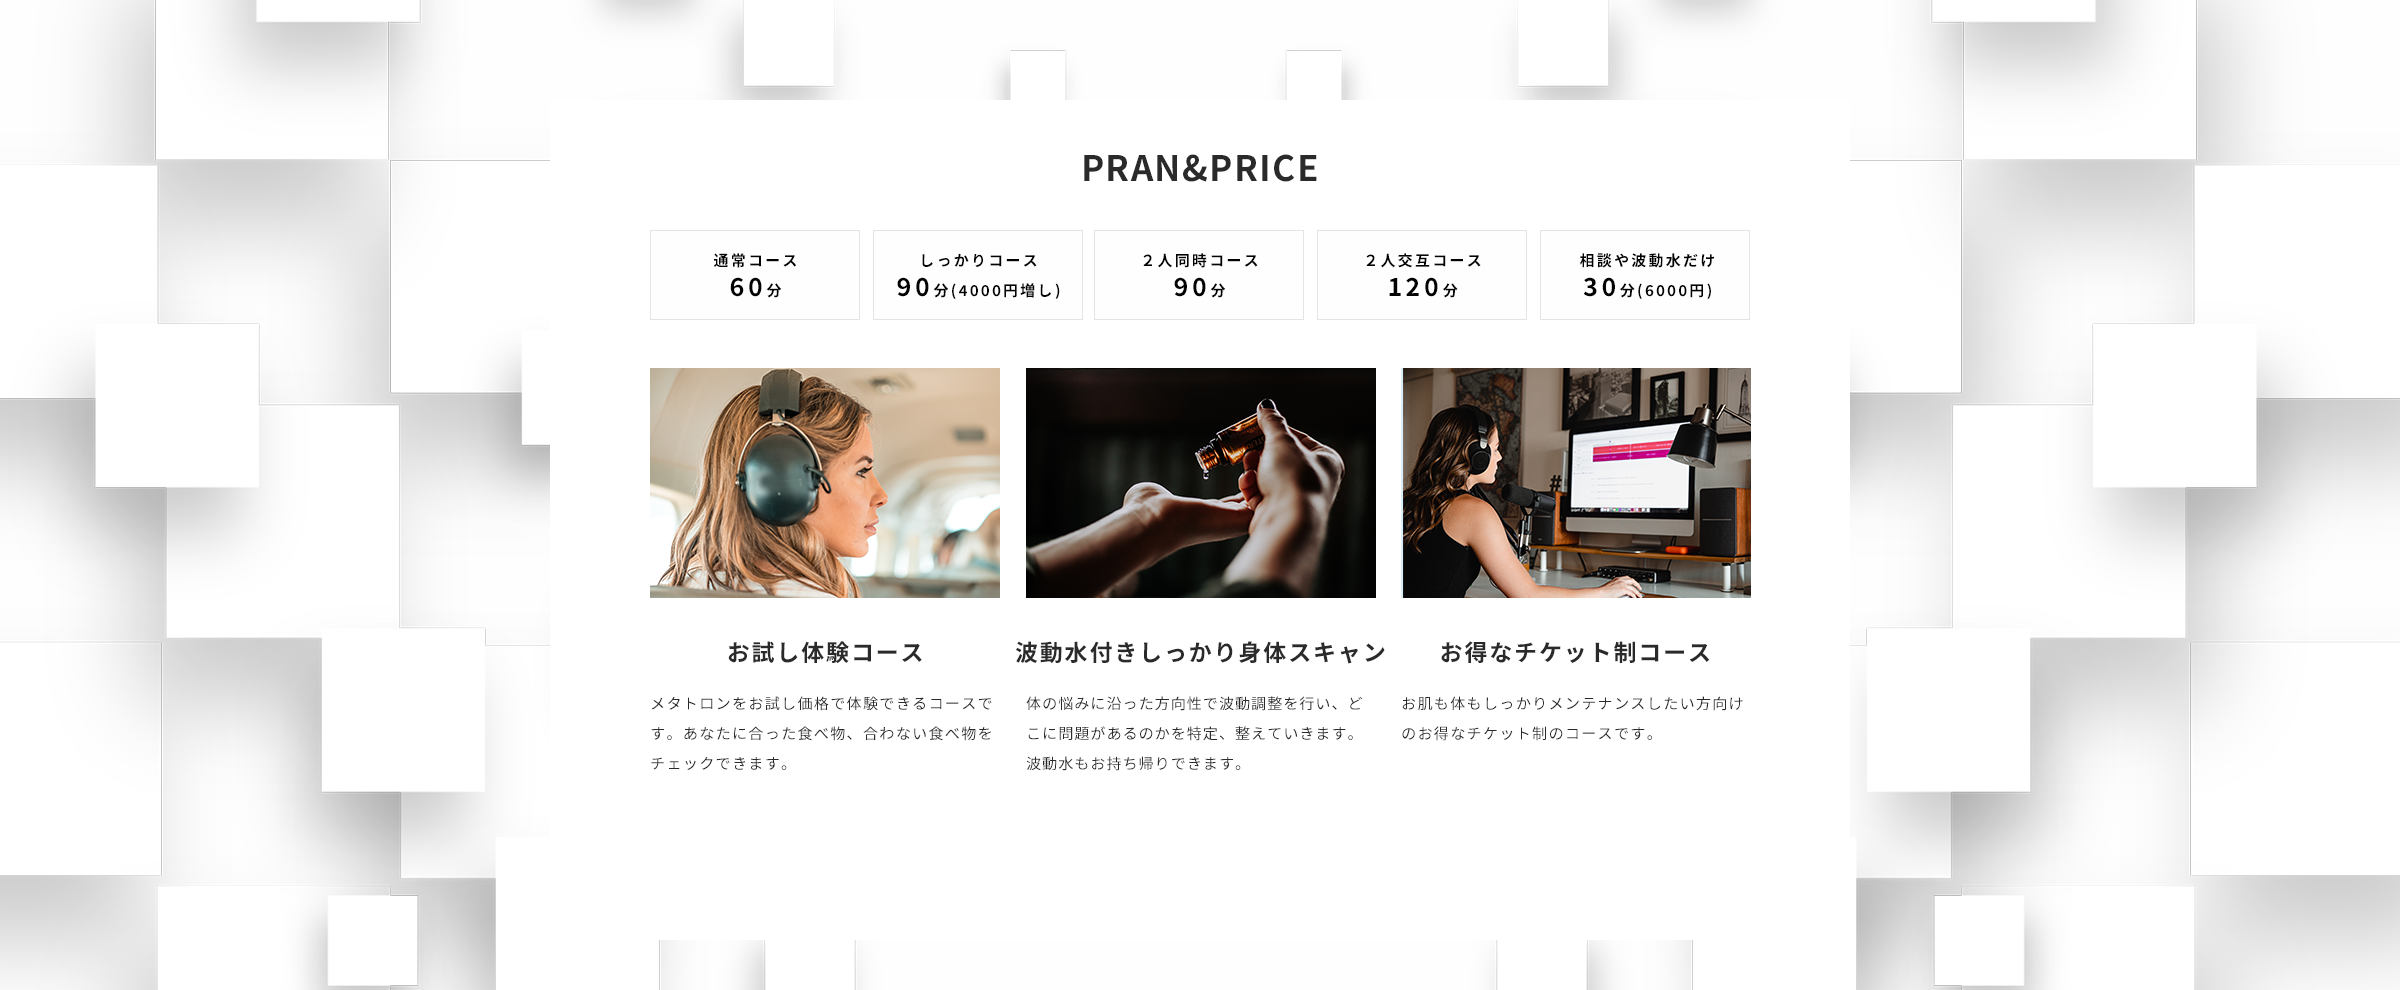 PRAN&PRICE
通常コース
60分
しっかりコース
90分(4000円増し)
２人同時コース
90分
２人交互コース
120分
相談や波動水だけ
30分(6000円)
お試し体験コース
メタトロンをお試し価格で体験できるコースで
す。あなたに合った食べ物、合わない食べ物を
チェックできます。
波動水付きしっかり身体スキャン
体の悩みに沿った方向性で波動調整を行い、ど
こに問題があるのかを特定、整えていきます。
波動水もお持ち帰りできます。
お得なチケット制コース
お肌も体もしっかりメンテナンスしたい方向け
のお得なチケット制のコースです。